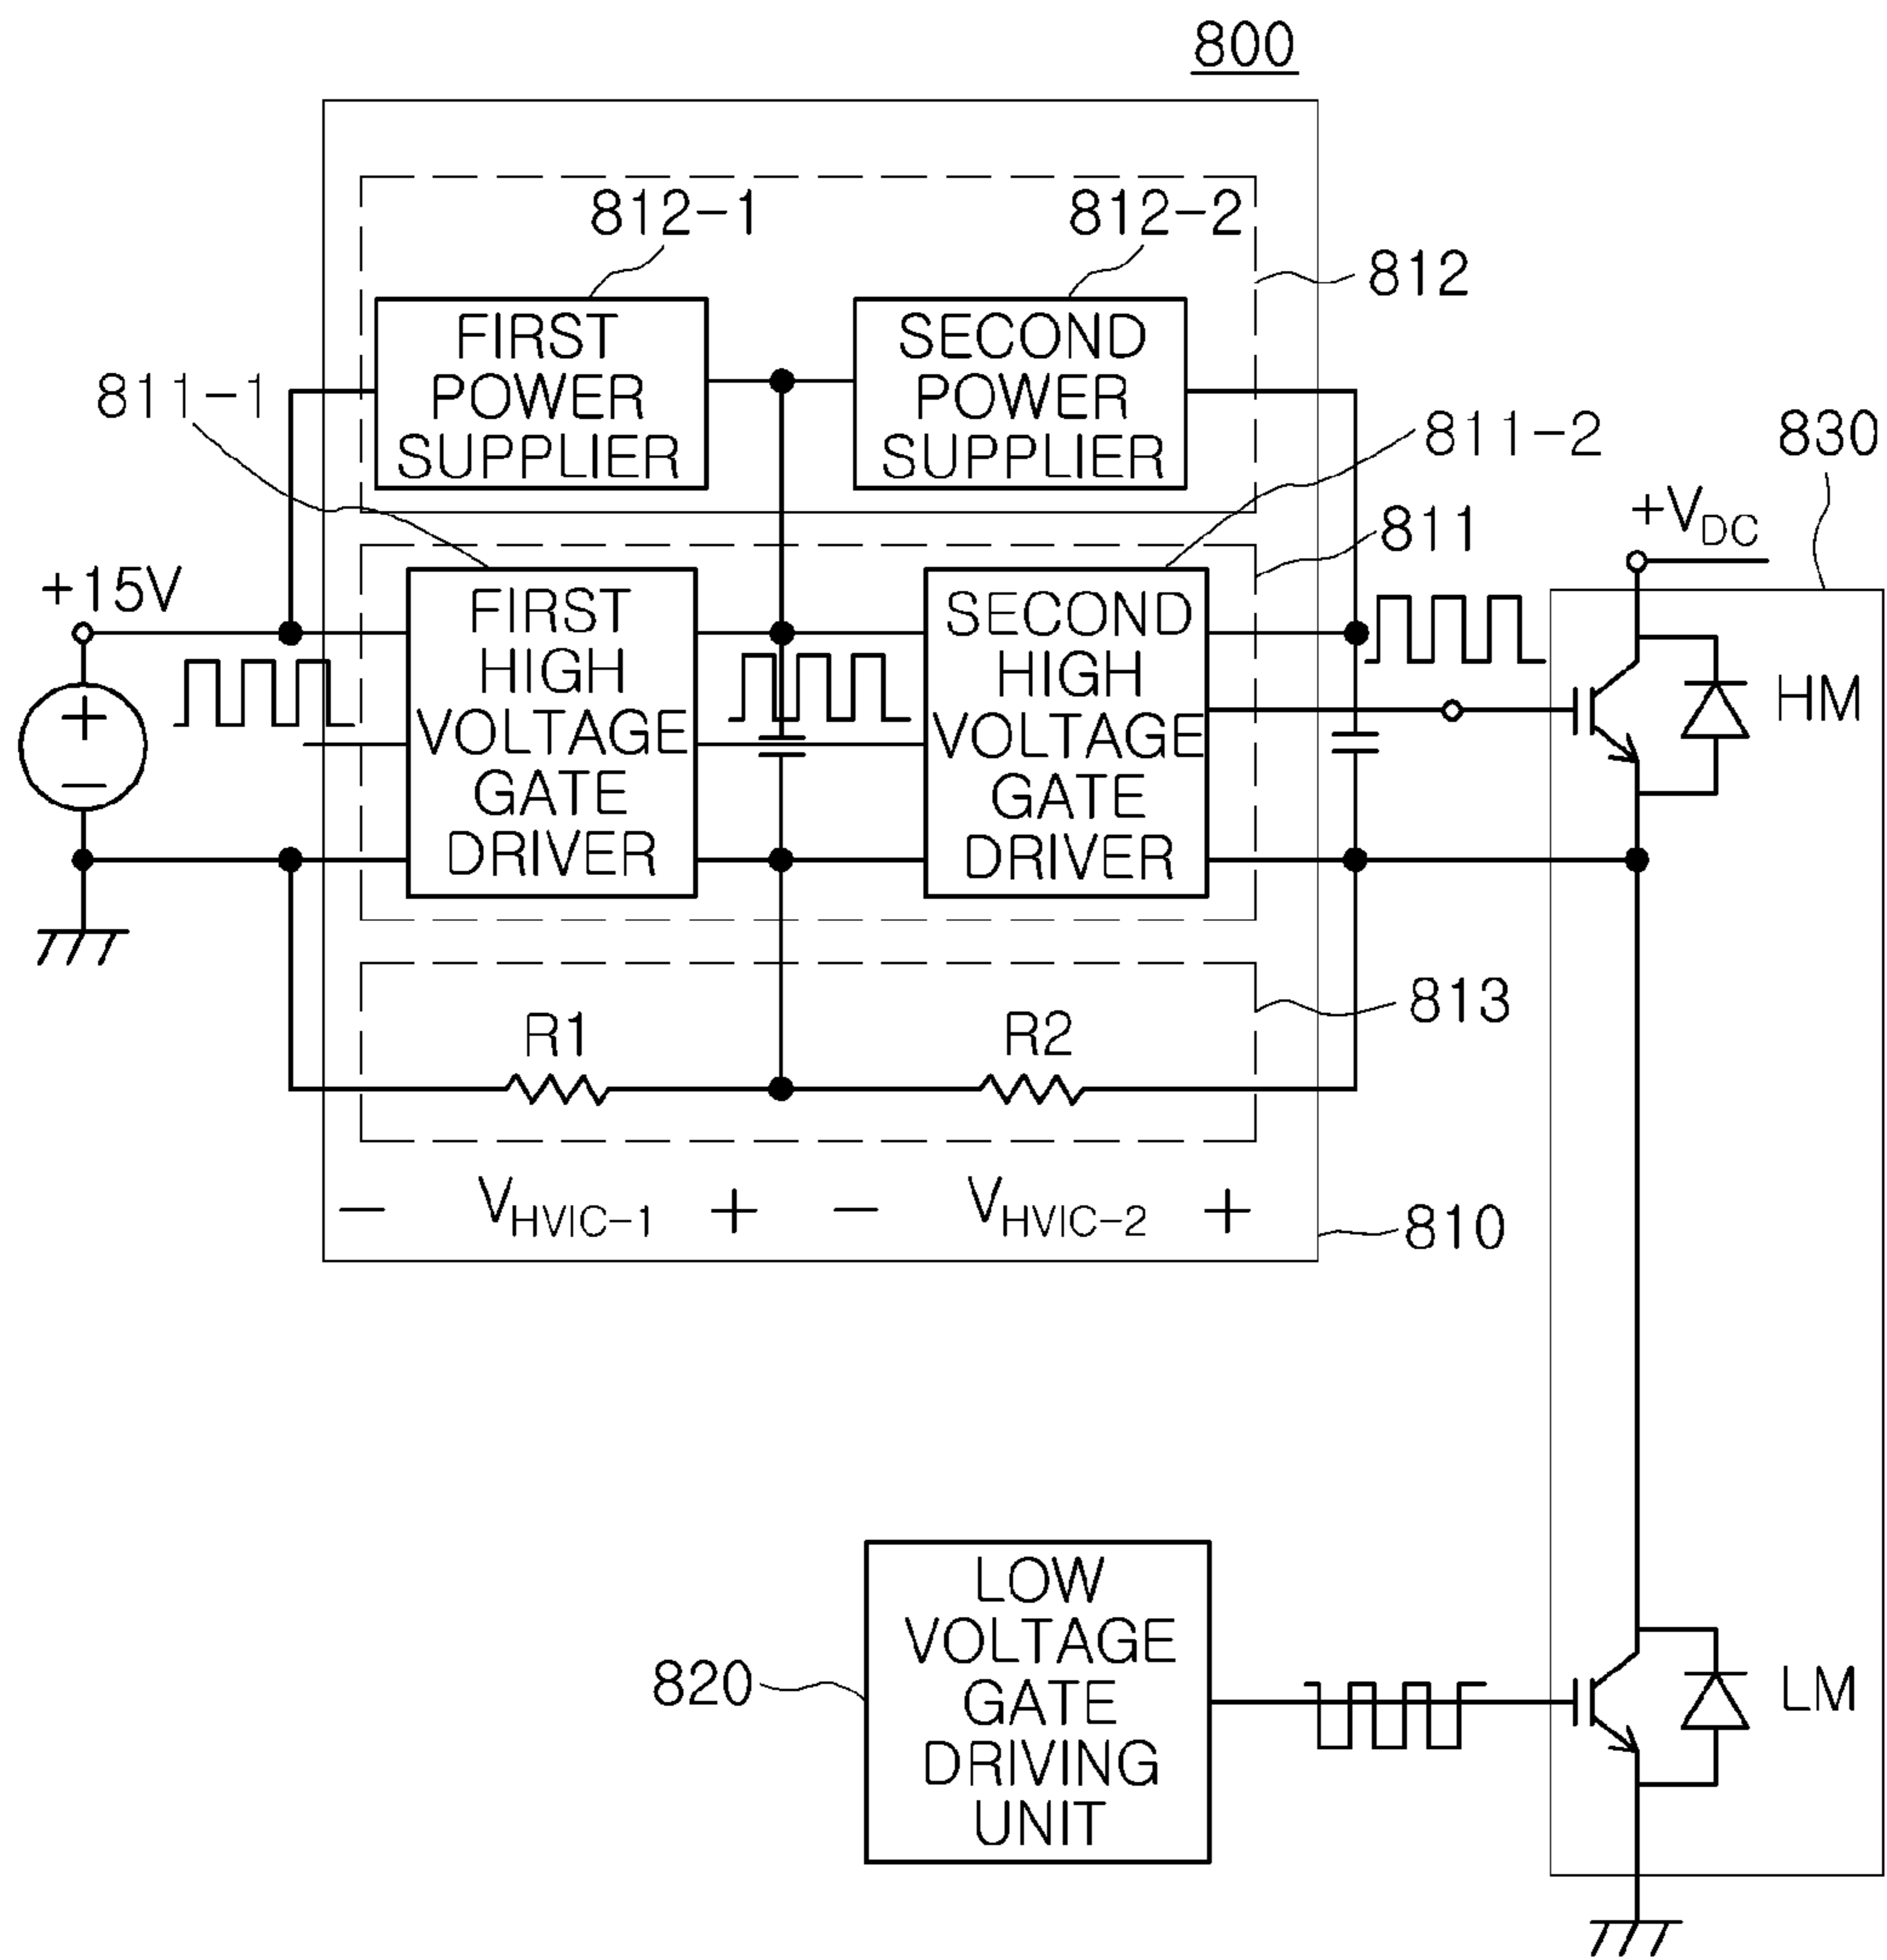 800
812-1
812-2
812
FIRST
POWER
SUPPLIER
SECOND
POWER
SUPPLIER
811-1
811-2
830
+VDC
811
+15V
FIRST
HIGH
VOLTAGE
GATE
DRIVER
SECOND
HIGH
VOLTAGE
GATE
DRIVER
HM
+
−
813
R1
R2
− VHVIC-1 + − VHVIC-2 +
810
LOW
VOLTAGE
GATE
DRIVING
UNIT
820
LM